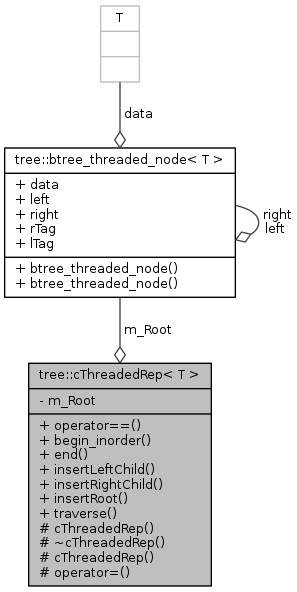 T
data
tree::btree_threaded_node< T >
+ data
+ left
+ right
+ rTag
+ lTag
right
left
+ btree_threaded_node()
+ btree_threaded_node()
m_Root
tree::cThreadedRep< T >
- m_Root
+ operator==()
+ begin_inorder()
+ end()
+ insertLeftChild()
+ insertRightChild()
+ insertRoot()
+ traverse()
# cThreadedRep()
# ~cThreadedRep()
# cThreadedRep()
# operator=()